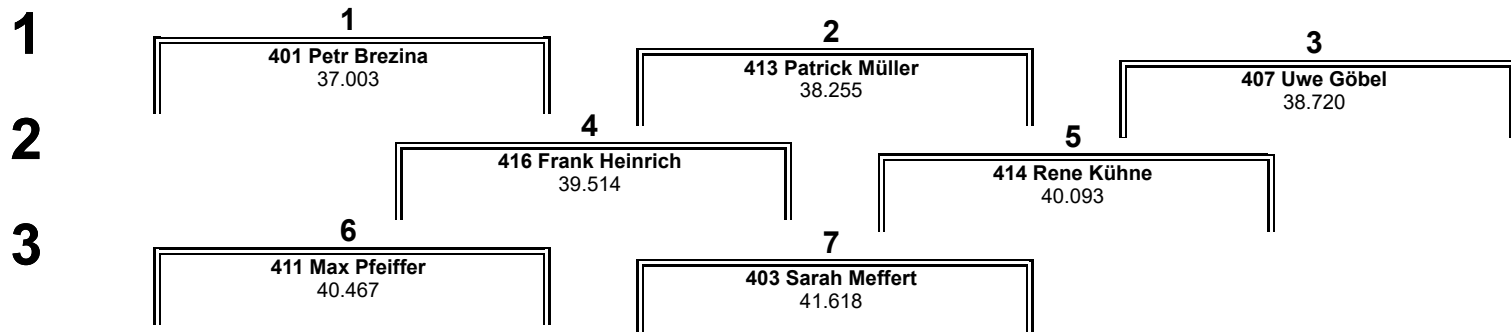 1
1
401 Petr Brezina
37.003
2
413 Patrick Müller
38.255
3
407 Uwe Göbel
38.720
2
4
416 Frank Heinrich
39.514
5
414 Rene Kühne
40.093
3
6
411 Max Pfeiffer
40.467
7
403 Sarah Meffert
41.618